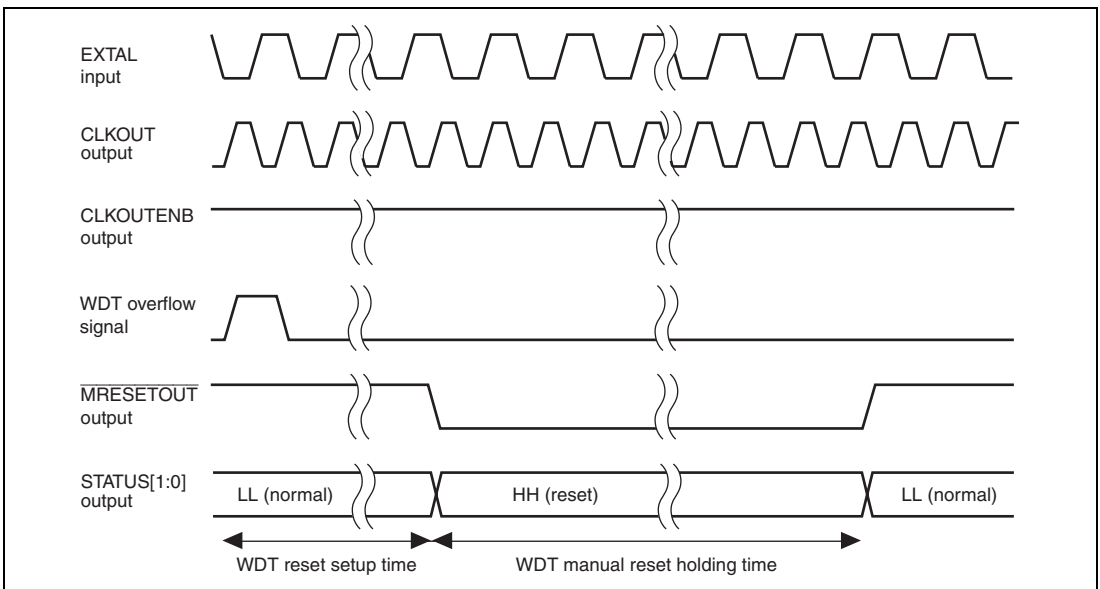 EXTAL
input
CLKOUT
output
CLKOUTENB
output
WDT overflow
signal
MRESETOUT
output
STATUS[1:0]
output
LL (normal)
HH (reset)
LL (normal)
WDT reset setup time
WDT manual reset holding time